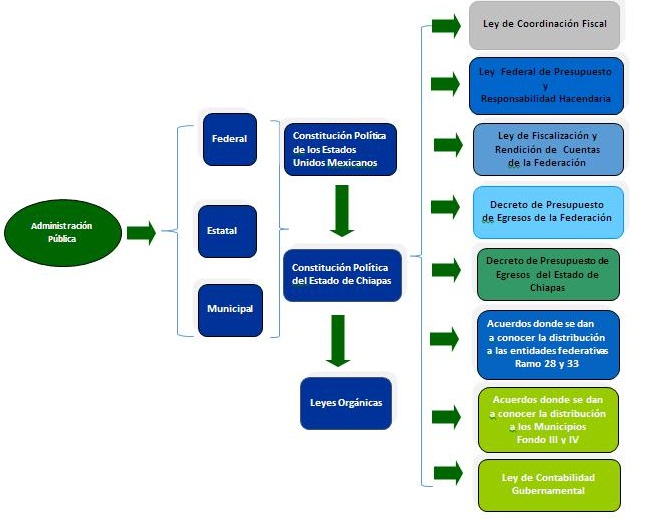 Administración
Pública
Federal
Estatal
Municipal
Constitución Política
de los Estados
Unidos Mexicanos
Constitución Política
del Estado de Chiapas
Leyes Orgánicas
Ley de Coordinación Fiscal
Ley Federal de Presupuesto
y
Responsabilidad Hacendaria
Ley de Fiscalización y
Rendición de Cuentas
de la Federación
Decreto de Presupuesto
de Egresos de la Federación
Decreto de Presupuesto de
Egresos del Estado de
Chiapas
Acuerdos donde se dan
a conocer la distribución
a las entidades federativas
Ramo 28 y 33
Acuerdos donde se dan
a conocer la distribución
a los Municipios
Fondo III y IV
Ley de Contabilidad
Gubernamental